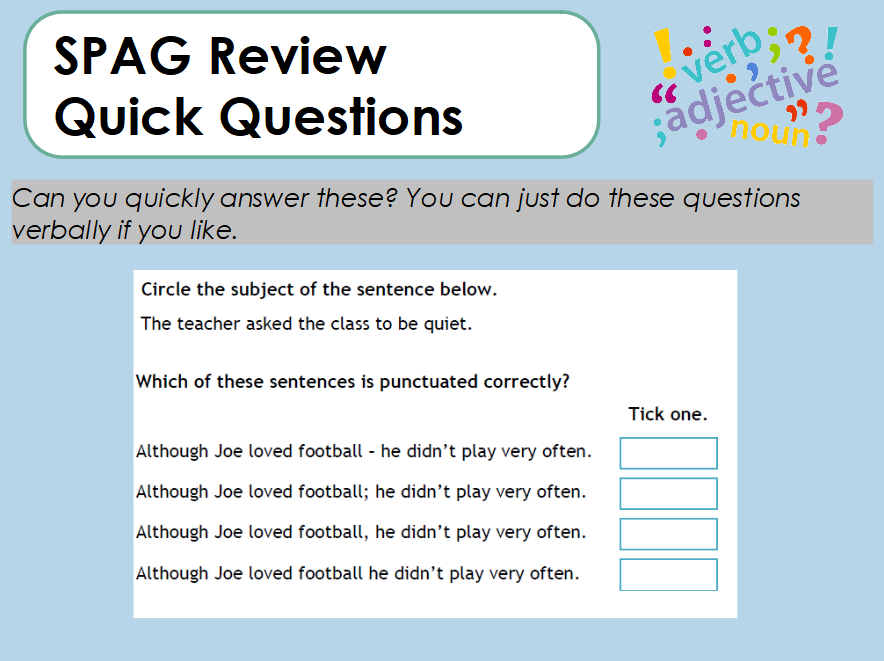 SPAG Review
Quick Questions
! verb ; ? !
“ adjective ”
; noun ?
Can you quickly answer these? You can just do these questions
verbally if you like.
Circle the subject of the sentence below.
The teacher asked the class to be quiet.
Which of these sentences is punctuated correctly?
Tick one.
Although Joe loved football – he didn’t play very often.
Although Joe loved football; he didn’t play very often.
Although Joe loved football, he didn’t play very often.
Although Joe loved football he didn’t play very often.